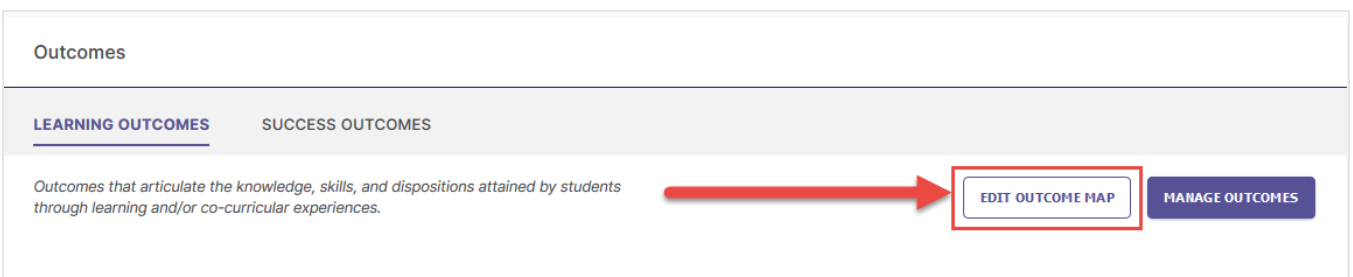 Outcomes
LEARNING OUTCOMES SUCCESS OUTCOMES
Outcomes that articulate the knowledge, skills, and dispositions attained by students
through learning and/or co-curricular experiences.
EDIT OUTCOME MAP MANAGE OUTCOMES